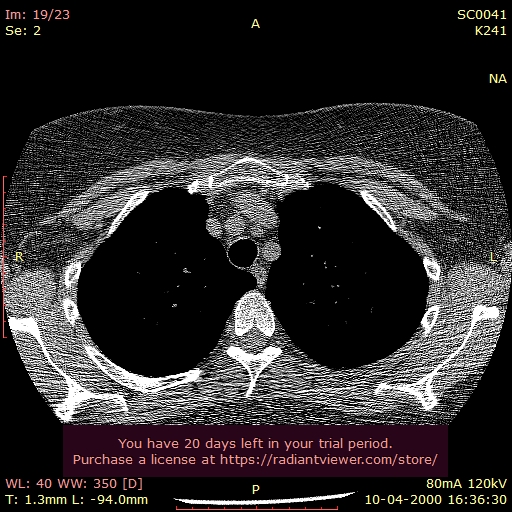 Im: 19/23
Se: 2
A
SC0041
K241
NA
R
L
You have 20 days left in your trial period.
Purchase a license at https://radiantviewer.com/store/
WL: 40 WW: 350 [D]
T: 1.3mm L: -94.0mm
P
80mA 120kV
10-04-2000 16:36:30